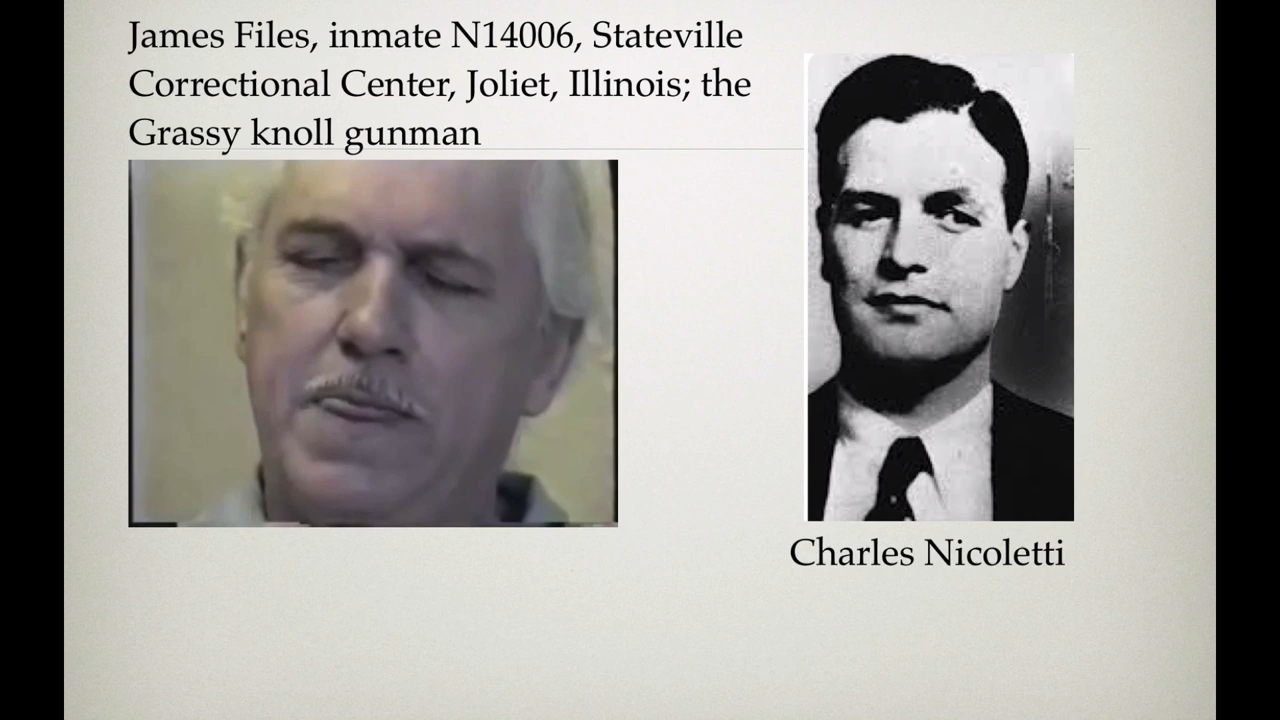 James Files, inmate N14006, Stateville
Correctional Center, Joliet, Illinois; the
Grassy knoll gunman
Charles Nicoletti